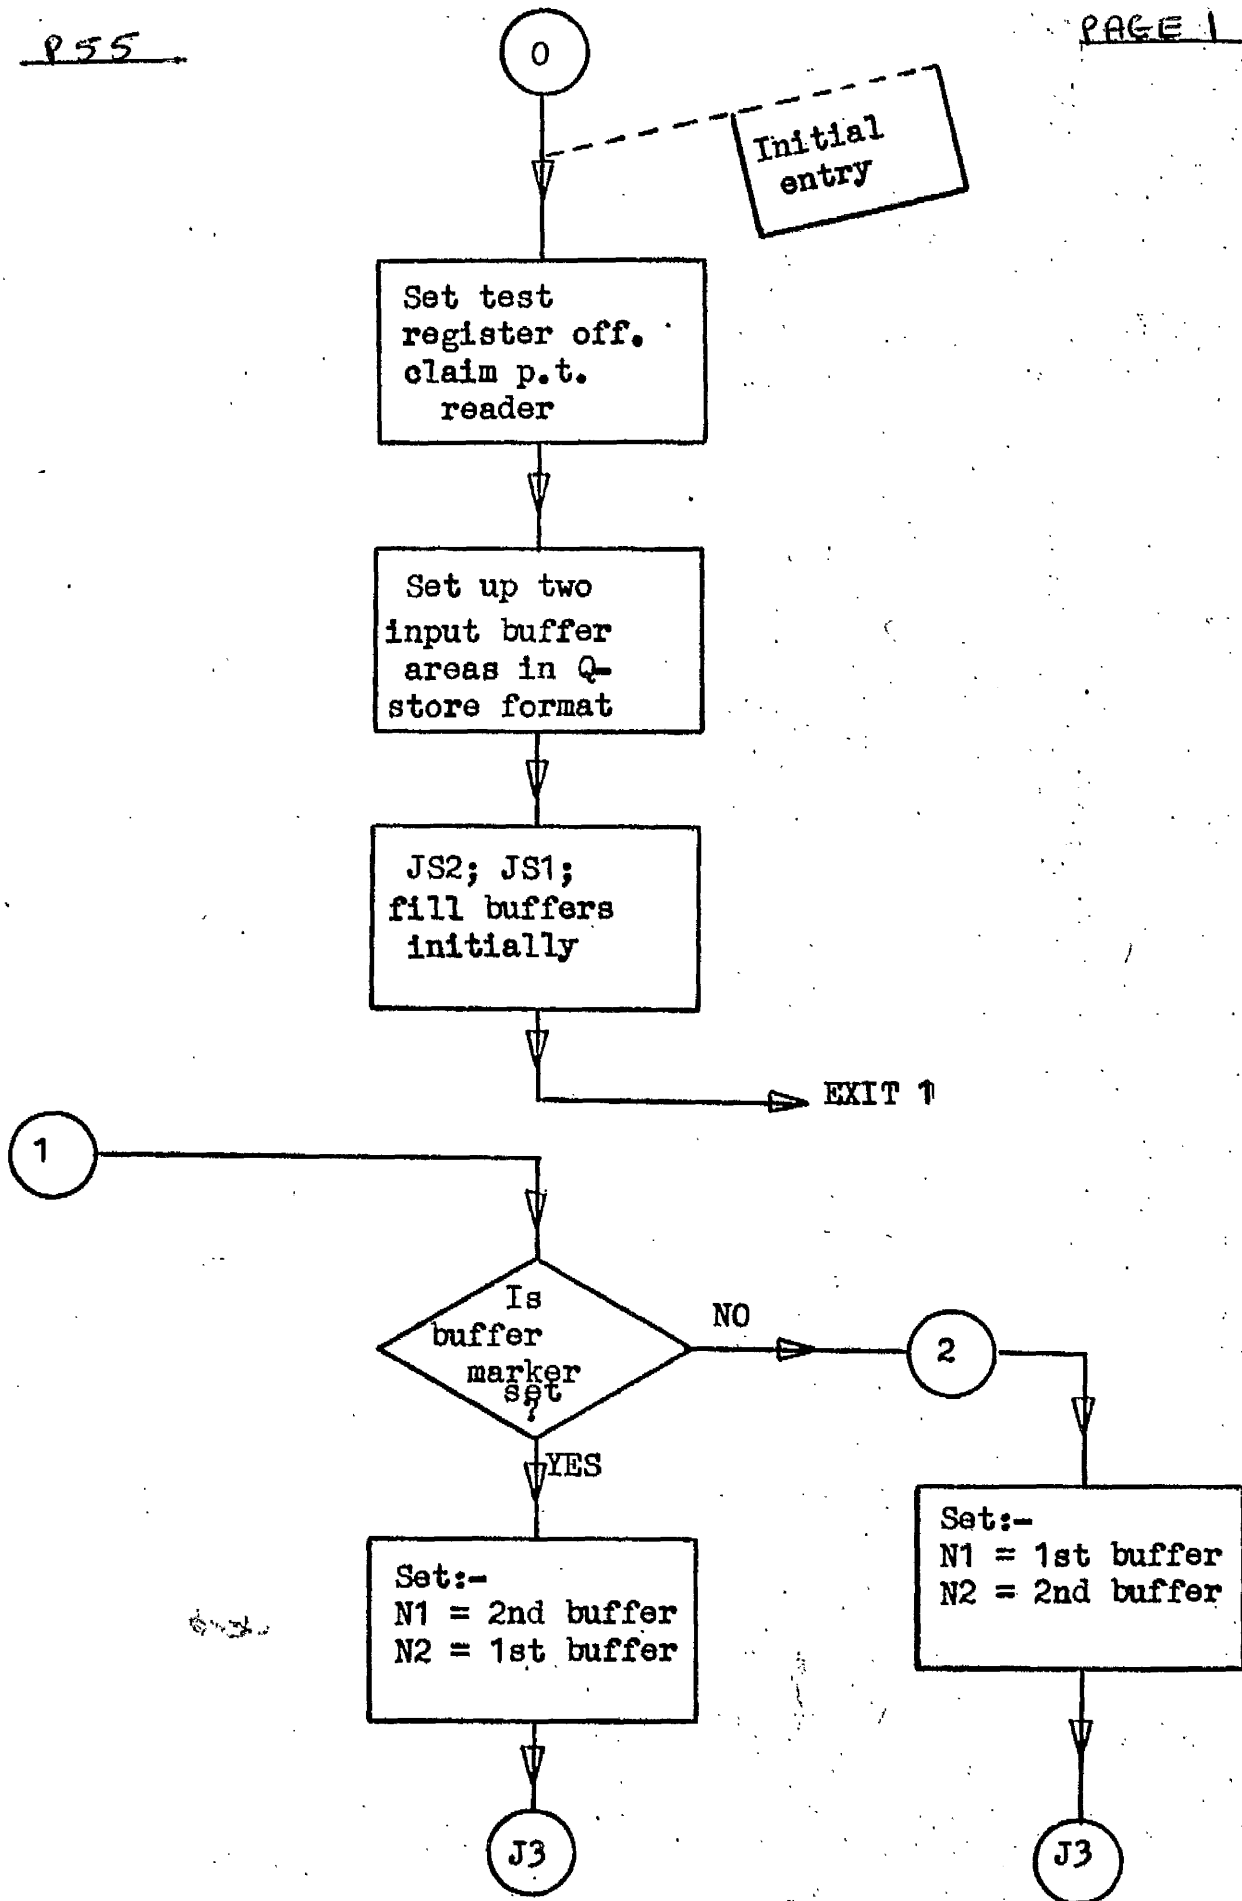 P55
PAGE 1
0
Initial
entry
Set test
register off.
claim p.t.
reader
Set up two
input buffer
areas in Q-
store format
JS2; JS1;
fill buffers
initially
EXIT 1
1
Is
buffer
marker
set
?
NO
2
YES
Set:-
N1 = 2nd buffer
N2 = 1st buffer
Set:-
N1 = 1st buffer
N2 = 2nd buffer
J3
J3